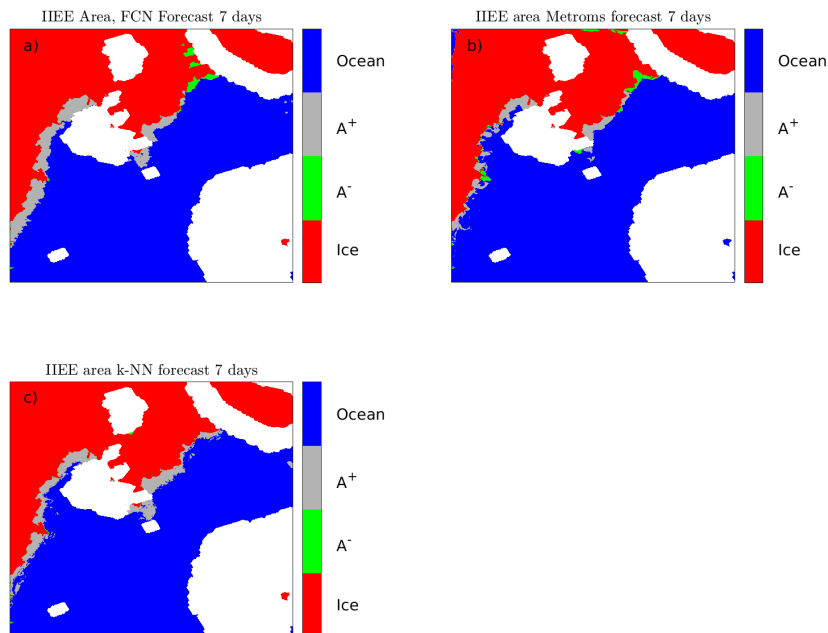 IIEE Area, FCN Forecast 7 days
a)
Ocean
A+
A-
Ice
IIEE area Metroms forecast 7 days
b)
Ocean
A+
A-
Ice
IIEE area k-NN forecast 7 days
c)
Ocean
A+
A-
Ice